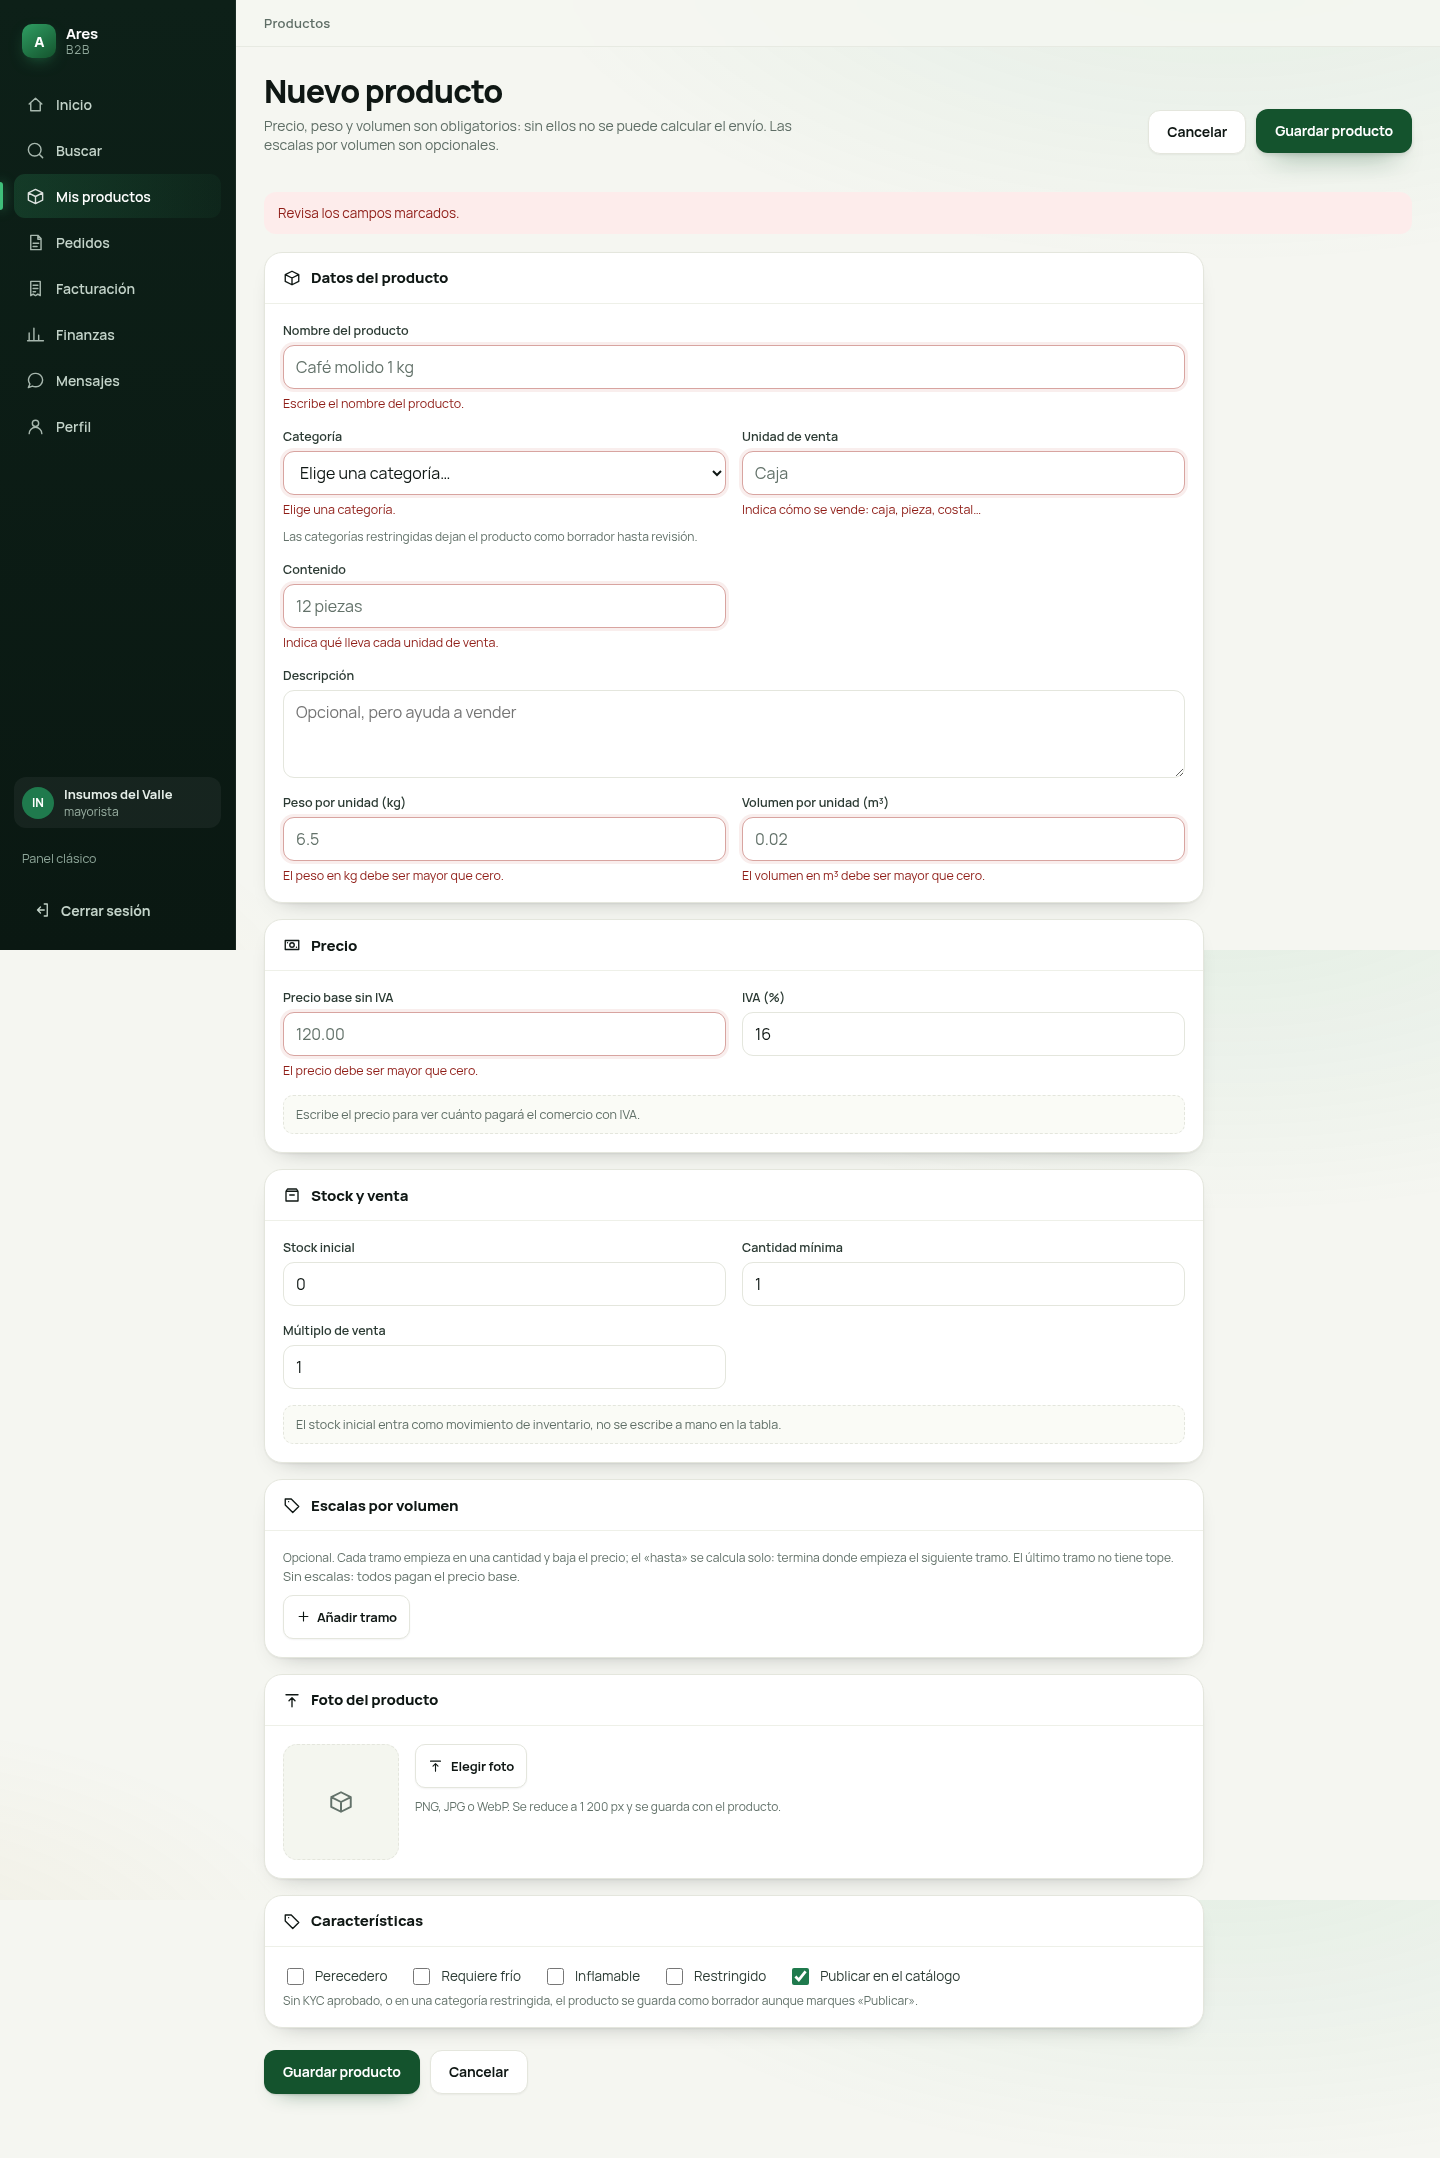 A
Ares
B2B
Inicio
Buscar
Mis productos
Pedidos
Facturación
Finanzas
Mensajes
Perfil
IN
Insumos del Valle
mayorista
Panel clásico
Cerrar sesión
Productos
Nuevo producto
Precio, peso y volumen son obligatorios: sin ellos no se puede calcular el envío. Las
escalas por volumen son opcionales.
Cancelar
Guardar producto
Revisa los campos marcados.
Datos del producto
Nombre del producto
Café molido 1 kg
Escribe el nombre del producto.
Categoría
Unidad de venta
Elige una categoría...
Caja
Elige una categoría.
Indica cómo se vende: caja, pieza, costal...
Las categorías restringidas dejan el producto como borrador hasta revisión.
Contenido
12 piezas
Indica qué lleva cada unidad de venta.
Descripción
Opcional, pero ayuda a vender
Peso por unidad (kg)
Volumen por unidad (m³)
6.5
0.02
El peso en kg debe ser mayor que cero.
El volumen en m³ debe ser mayor que cero.
Precio
Precio base sin IVA
IVA (%)
120.00
16
El precio debe ser mayor que cero.
Escribe el precio para ver cuánto pagará el comercio con IVA.
Stock y venta
Stock inicial
Cantidad mínima
0
1
Múltiplo de venta
1
El stock inicial entra como movimiento de inventario, no se escribe a mano en la tabla.
Escalas por volumen
Opcional. Cada tramo empieza en una cantidad y baja el precio; el «hasta» se calcula solo: termina donde empieza el siguiente tramo. El último tramo no tiene tope.
Sin escalas: todos pagan el precio base.
Añadir tramo
Foto del producto
Elegir foto
PNG, JPG o WebP. Se reduce a 1 200 px y se guarda con el producto.
Características
Perecedero
Requiere frío
Inflamable
Restringido
Publicar en el catálogo
Sin KYC aprobado, o en una categoría restringida, el producto se guarda como borrador aunque marques «Publicar».
Guardar producto
Cancelar